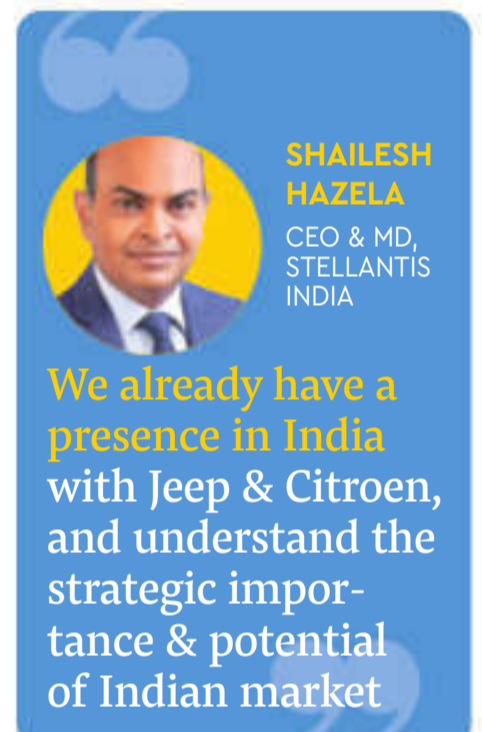 SHAILESH
HAZELA
CEO & MD,
STELLANTIS
INDIA
We already have a
presence in India
with Jeep & Citroen,
and understand the
strategic impor-
tance & potential
of Indian market